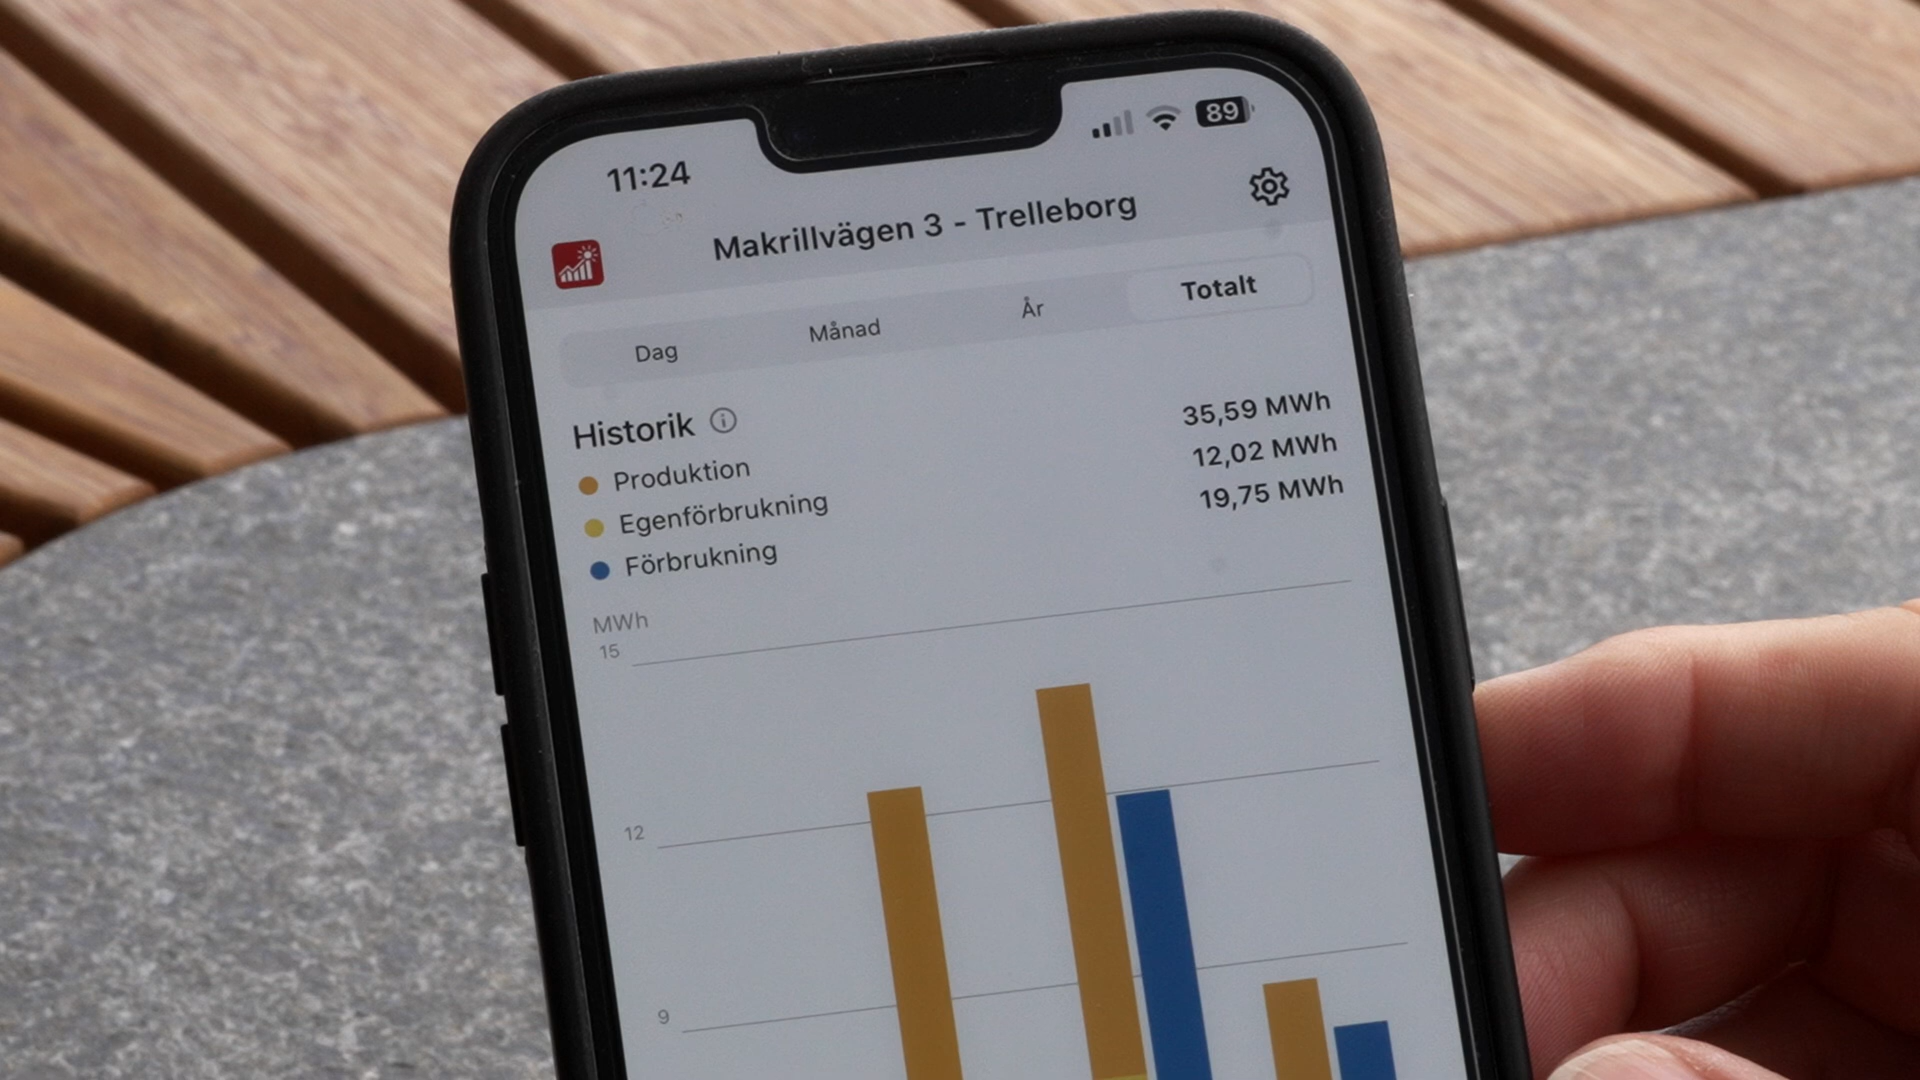 11:24
89
Makrillvägen 3 - Trelleborg
Dag Månad År Totalt
Historik
Produktion 35,59 MWh
Egenförbrukning 12,02 MWh
Förbrukning 19,75 MWh
MWh
15
12
9